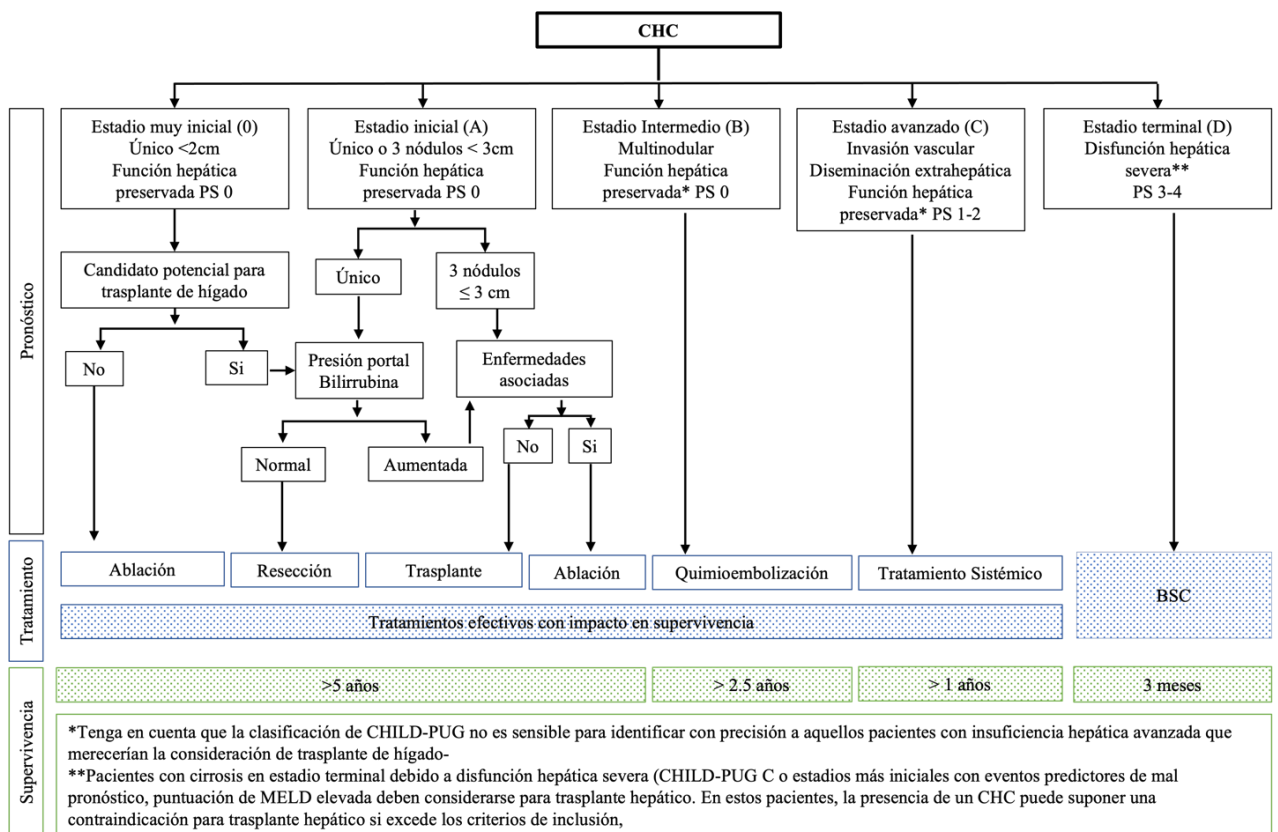 CHC
Pronóstico
Estadio muy inicial (0)
Único <2cm
Función hepática
preservada PS 0
Estadio inicial (A)
Único o 3 nódulos < 3cm
Función hepática
preservada PS 0
Estadio Intermedio (B)
Multinodular
Función hepática
preservada* PS 0
Estadio avanzado (C)
Invasión vascular
Diseminación extrahepática
Función hepática
preservada* PS 1-2
Estadio terminal (D)
Disfunción hepática
severa**
PS 3-4
Candidato potencial para
trasplante de hígado
Único
3 nódulos
≤ 3 cm
No
Si
Presión portal
Bilirrubina
Enfermedades
asociadas
Normal
Aumentada
No
Si
Tratamiento
Ablación
Resección
Trasplante
Ablación
Quimioembolización
Tratamiento Sistémico
BSC
Tratamientos efectivos con impacto en supervivencia
Supervivencia
>5 años
> 2.5 años
> 1 años
3 meses
*Tenga en cuenta que la clasificación de CHILD-PUG no es sensible para identificar con precisión a aquellos pacientes con insuficiencia hepática avanzada que
merecerían la consideración de trasplante de hígado-
**Pacientes con cirrosis en estadio terminal debido a disfunción hepática severa (CHILD-PUG C o estadios más iniciales con eventos predictores de mal
pronóstico, puntuación de MELD elevada deben considerarse para trasplante hepático. En estos pacientes, la presencia de un CHC puede suponer una
contraindicación para trasplante hepático si excede los criterios de inclusión,